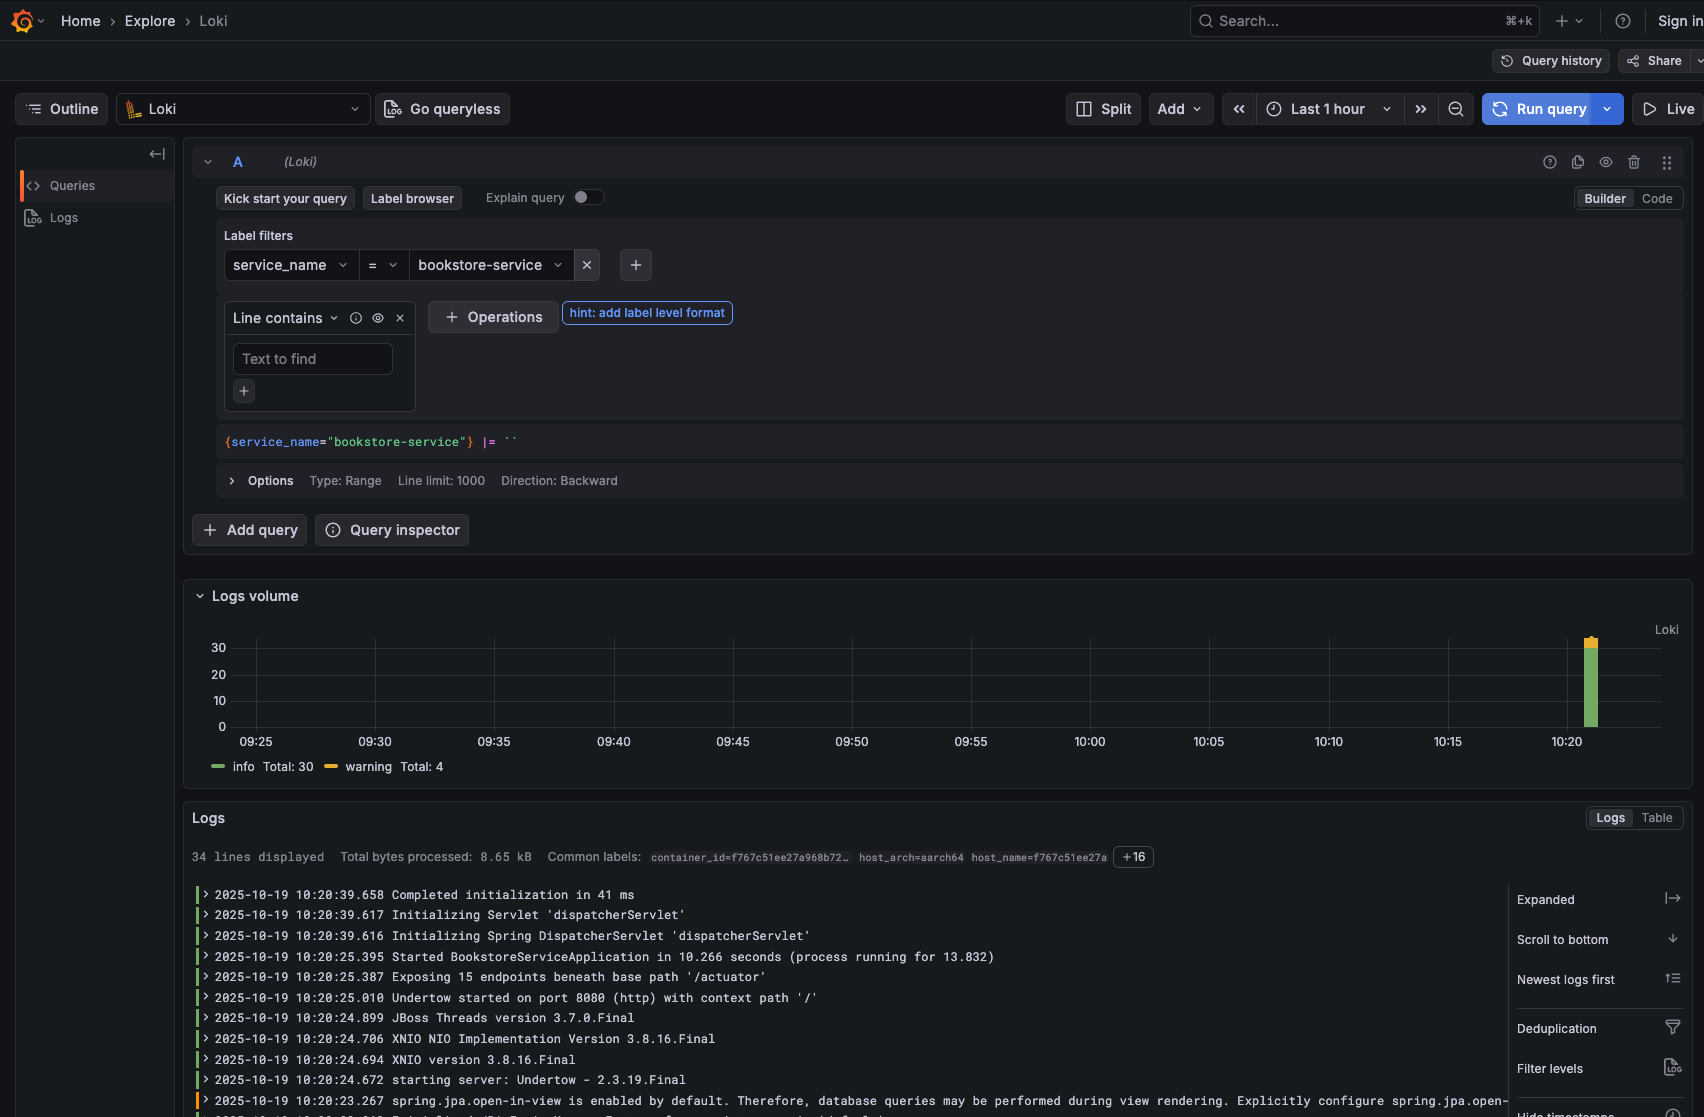 Home › Explore › Loki
Search... ⌘+k
Sign in
Query history Share
Outline Loki Go queryless Split Add Last 1 hour Run query Live
Queries
Logs
A (Loki)
Kick start your query Label browser Explain query Builder Code
Label filters
service_name = bookstore-service
Line contains Operations hint: add label level format
Text to find
{service_name="bookstore-service"} |= ``
Options Type: Range Line limit: 1000 Direction: Backward
Add query Query inspector
Logs volume
Loki
30
20
10
0
09:25 09:30 09:35 09:40 09:45 09:50 09:55 10:00 10:05 10:10 10:15 10:20
info Total: 30 warning Total: 4
Logs Logs Table
34 lines displayed Total bytes processed: 8.65 kB Common labels: container_id=f767c51ee27a968b72… host_arch=aarch64 host_name=f767c51ee27a +16
2025-10-19 10:20:39.658 Completed initialization in 41 ms
2025-10-19 10:20:39.617 Initializing Servlet 'dispatcherServlet'
2025-10-19 10:20:39.616 Initializing Spring DispatcherServlet 'dispatcherServlet'
2025-10-19 10:20:25.395 Started BookstoreServiceApplication in 10.266 seconds (process running for 13.832)
2025-10-19 10:20:25.387 Exposing 15 endpoints beneath base path '/actuator'
2025-10-19 10:20:25.010 Undertow started on port 8080 (http) with context path '/'
2025-10-19 10:20:24.899 JBoss Threads version 3.7.0.Final
2025-10-19 10:20:24.706 XNIO NIO Implementation Version 3.8.16.Final
2025-10-19 10:20:24.694 XNIO version 3.8.16.Final
2025-10-19 10:20:24.672 starting server: Undertow - 2.3.19.Final
2025-10-19 10:20:23.267 spring.jpa.open-in-view is enabled by default. Therefore, database queries may be performed during view rendering. Explicitly configure spring.jpa.open-
Expanded
Scroll to bottom
Newest logs first
Deduplication
Filter levels
LOG
Hide timestamps